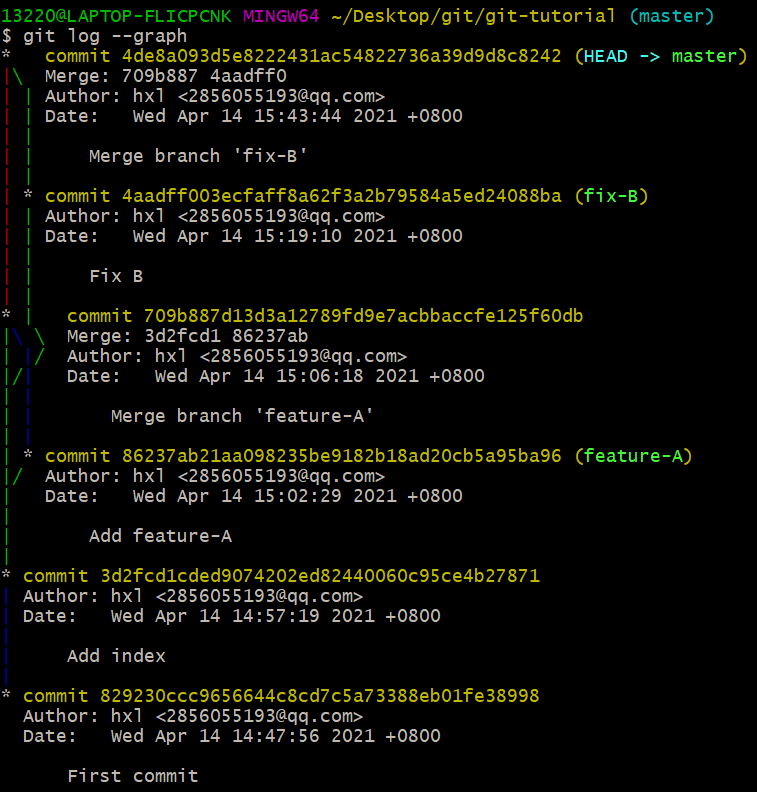 13220@LAPTOP-FLICPCNK MINGW64 ~/Desktop/git/git-tutorial (master)
$ git log --graph
*   commit 4de8a093d5e8222431ac54822736a39d9d8c8242 (HEAD -> master)
|\  Merge: 709b887 4aadff0
| | Author: hxl <2856055193@qq.com>
| | Date:   Wed Apr 14 15:43:44 2021 +0800
| |
| |     Merge branch 'fix-B'
| |
| * commit 4aadff003ecfaff8a62f3a2b79584a5ed24088ba (fix-B)
| | Author: hxl <2856055193@qq.com>
| | Date:   Wed Apr 14 15:19:10 2021 +0800
| |
| |     Fix B
| |
* |   commit 709b887d13d3a12789fd9e7acbbaccfe125f60db
|\ \  Merge: 3d2fcd1 86237ab
| |/  Author: hxl <2856055193@qq.com>
|/|   Date:   Wed Apr 14 15:06:18 2021 +0800
| |
| |       Merge branch 'feature-A'
| |
| * commit 86237ab21aa098235be9182b18ad20cb5a95ba96 (feature-A)
|/  Author: hxl <2856055193@qq.com>
|   Date:   Wed Apr 14 15:02:29 2021 +0800
|
|       Add feature-A
|
* commit 3d2fcd1cded9074202ed82440060c95ce4b27871
| Author: hxl <2856055193@qq.com>
| Date:   Wed Apr 14 14:57:19 2021 +0800
|
|     Add index
|
* commit 829230ccc9656644c8cd7c5a73388eb01fe38998
  Author: hxl <2856055193@qq.com>
  Date:   Wed Apr 14 14:47:56 2021 +0800

      First commit